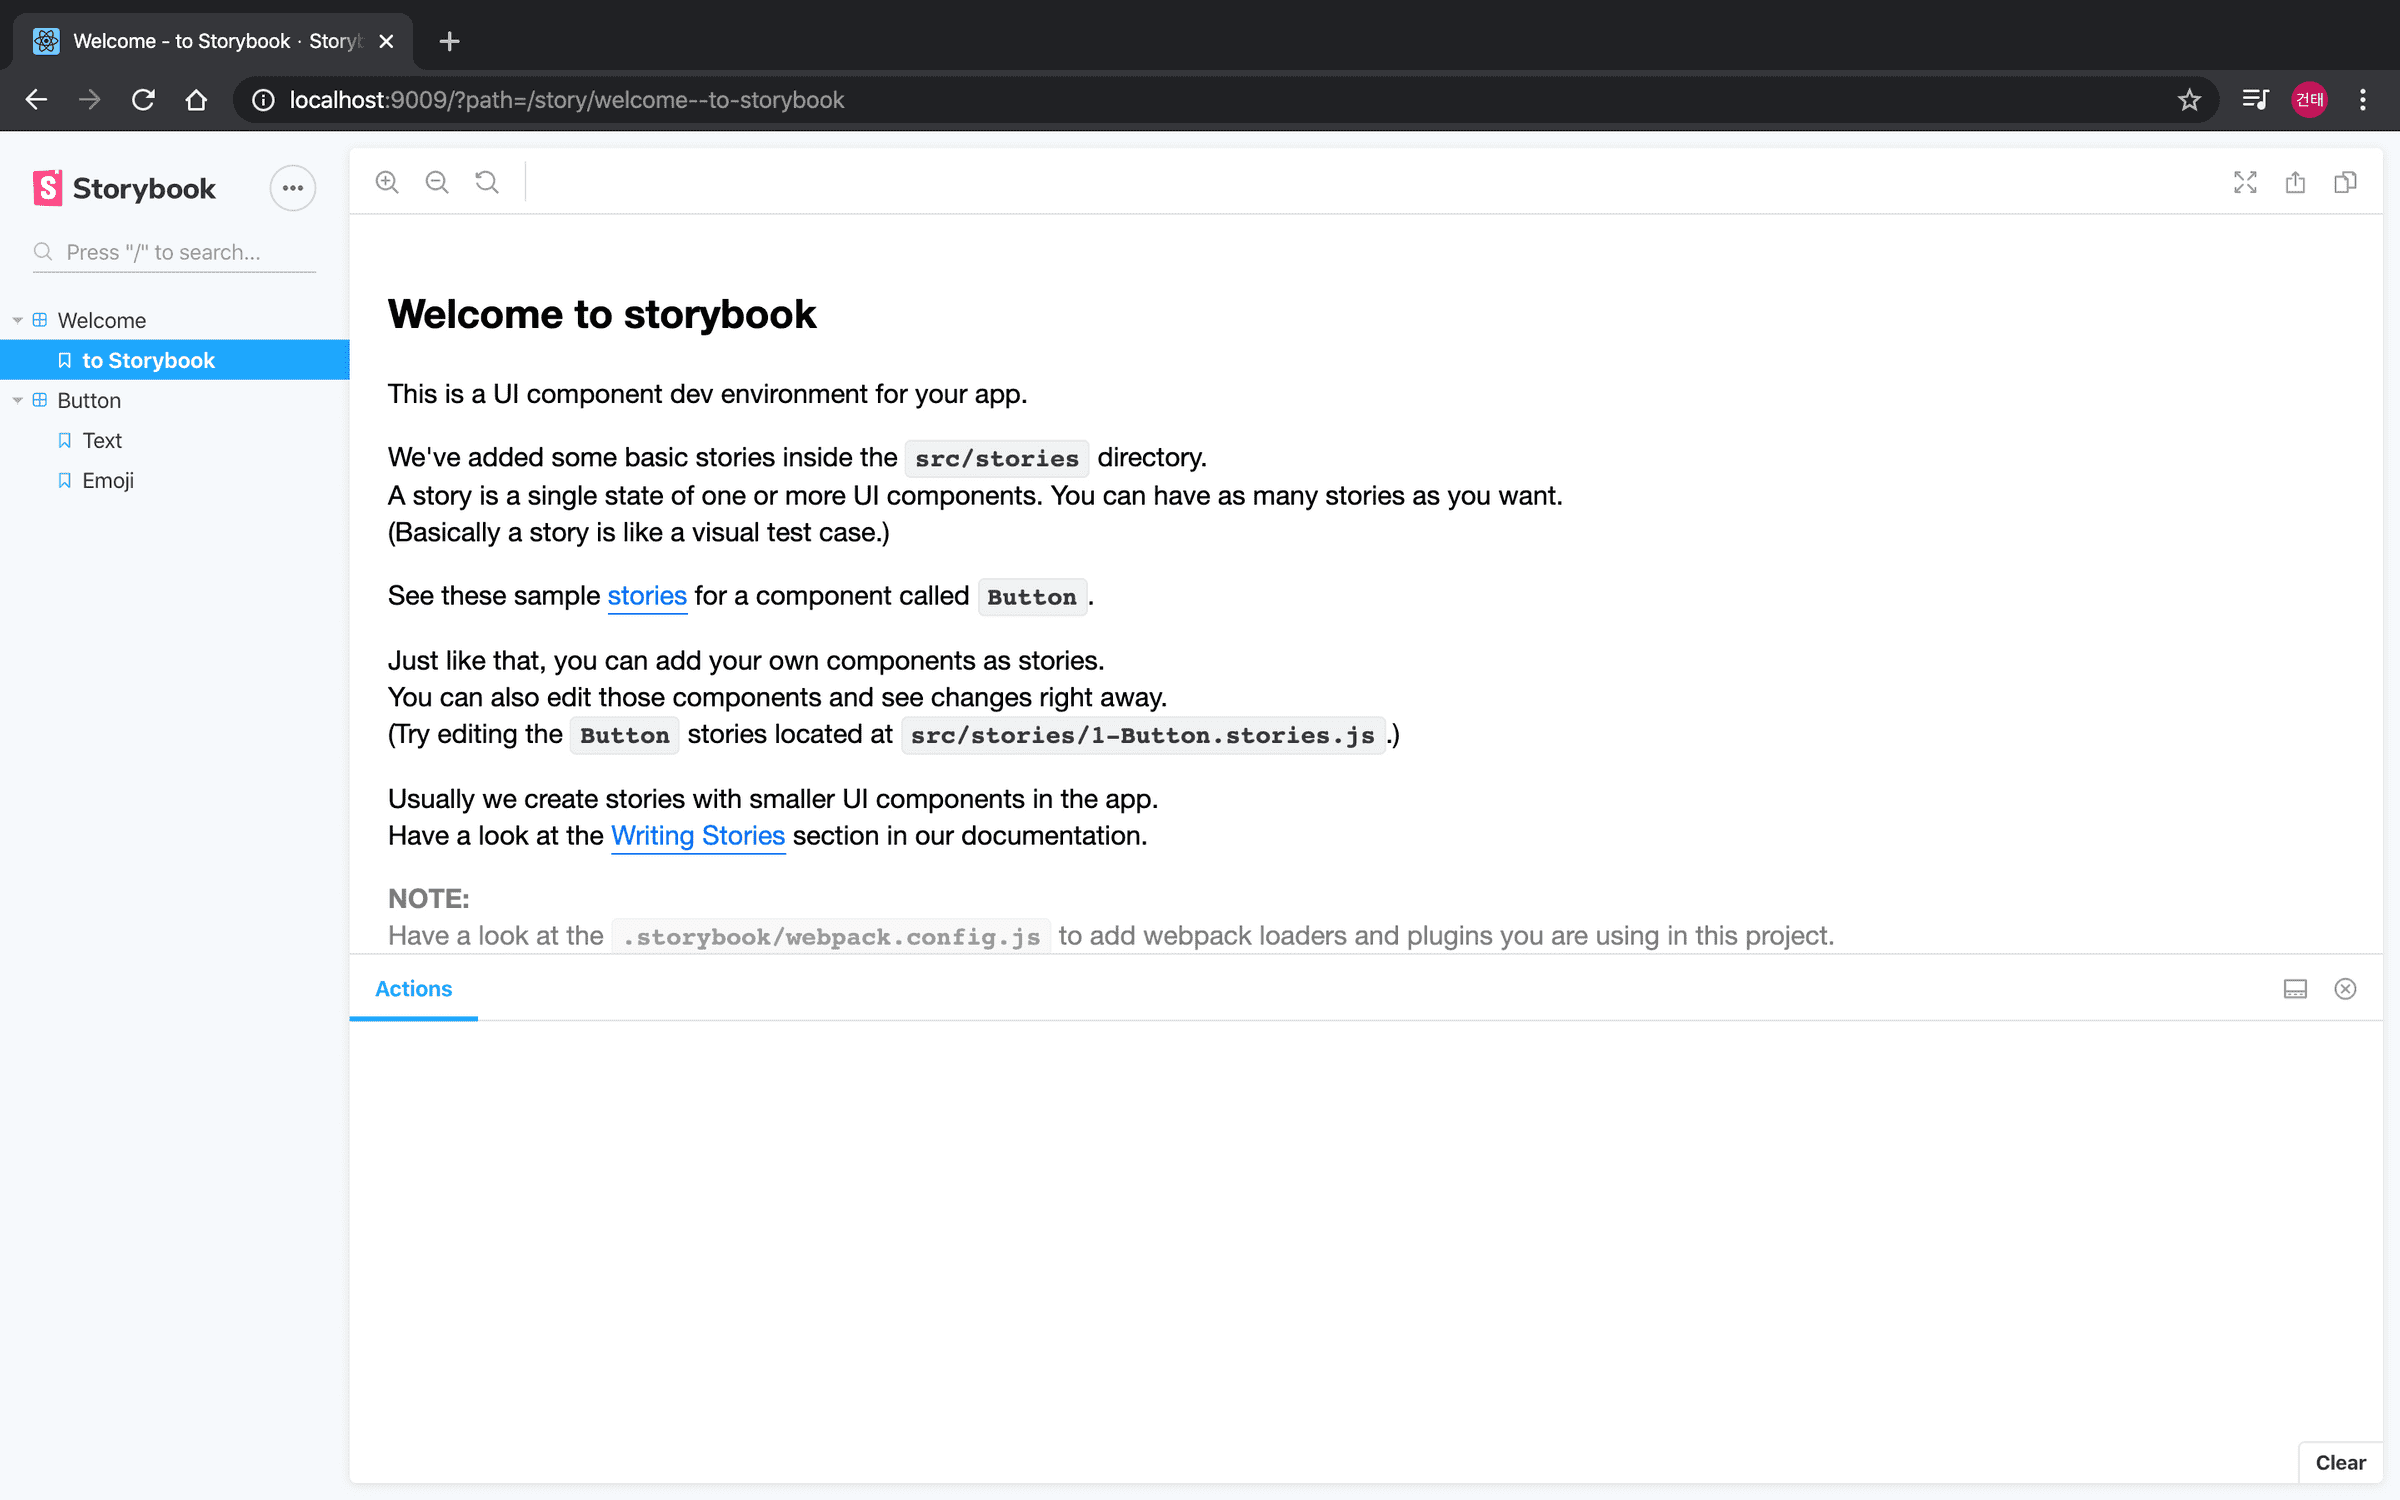 Welcome - to Storybook · Storyb
localhost:9009/?path=/story/welcome--to-storybook
건태
Storybook
Press "/" to search...
Welcome
to Storybook
Button
Text
Emoji
Welcome to storybook
This is a UI component dev environment for your app.
We've added some basic stories inside the src/stories directory.
A story is a single state of one or more UI components. You can have as many stories as you want.
(Basically a story is like a visual test case.)
See these sample stories for a component called Button.
Just like that, you can add your own components as stories.
You can also edit those components and see changes right away.
(Try editing the Button stories located at src/stories/1-Button.stories.js.)
Usually we create stories with smaller UI components in the app.
Have a look at the Writing Stories section in our documentation.
NOTE:
Have a look at the .storybook/webpack.config.js to add webpack loaders and plugins you are using in this project.
Actions
Clear